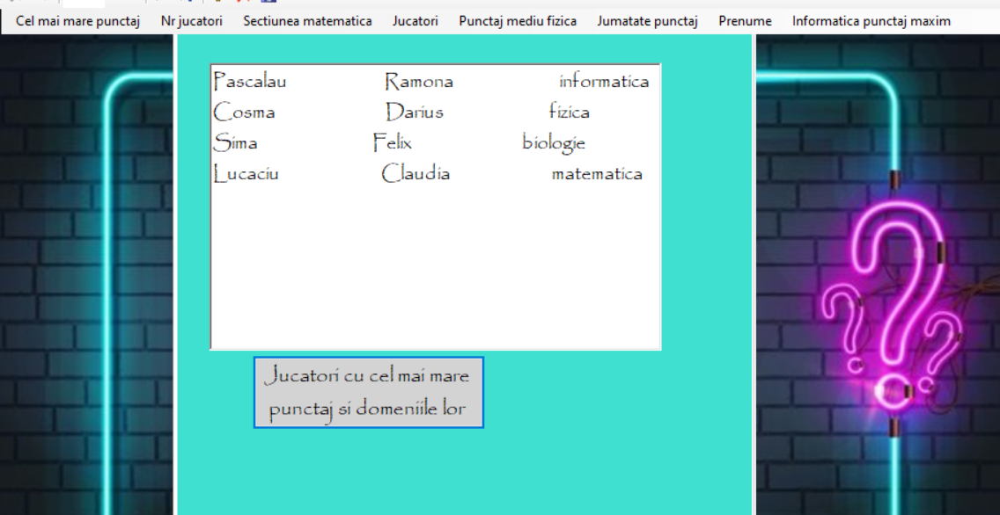 Cel mai mare punctaj Nr jucatori Sectiunea matematica Jucatori Punctaj mediu fizica Jumatate punctaj Prenume Informatica punctaj maxim
Pascalau Ramona informatica
Cosma Darius fizica
Sima Felix biologie
Lucaciu Claudia matematica
Jucatori cu cel mai mare
punctaj si domeniile lor